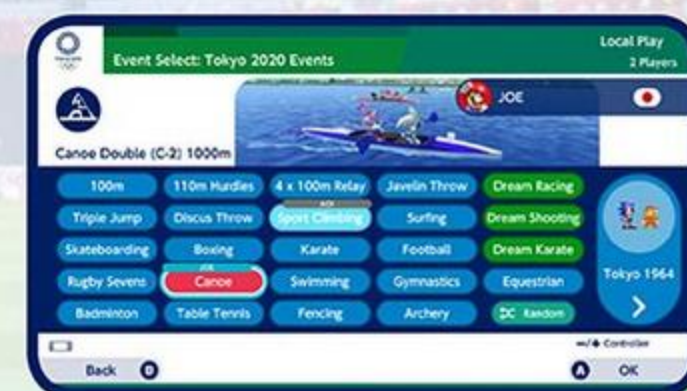 Event Select: Tokyo 2020 Events
Local Play
2 Players
JOE
Canoe Double (C-2) 1000m
100m 110m Hurdles 4 x 100m Relay Javelin Throw Dream Racing
Triple Jump Discus Throw Sport Climbing Surfing Dream Shooting
Skateboarding Boxing Karate Football Dream Karate
Rugby Sevens Canoe Swimming Gymnastics Equestrian
Badminton Table Tennis Fencing Archery Random
Tokyo 1964
-/+ Controller
Back B
A OK